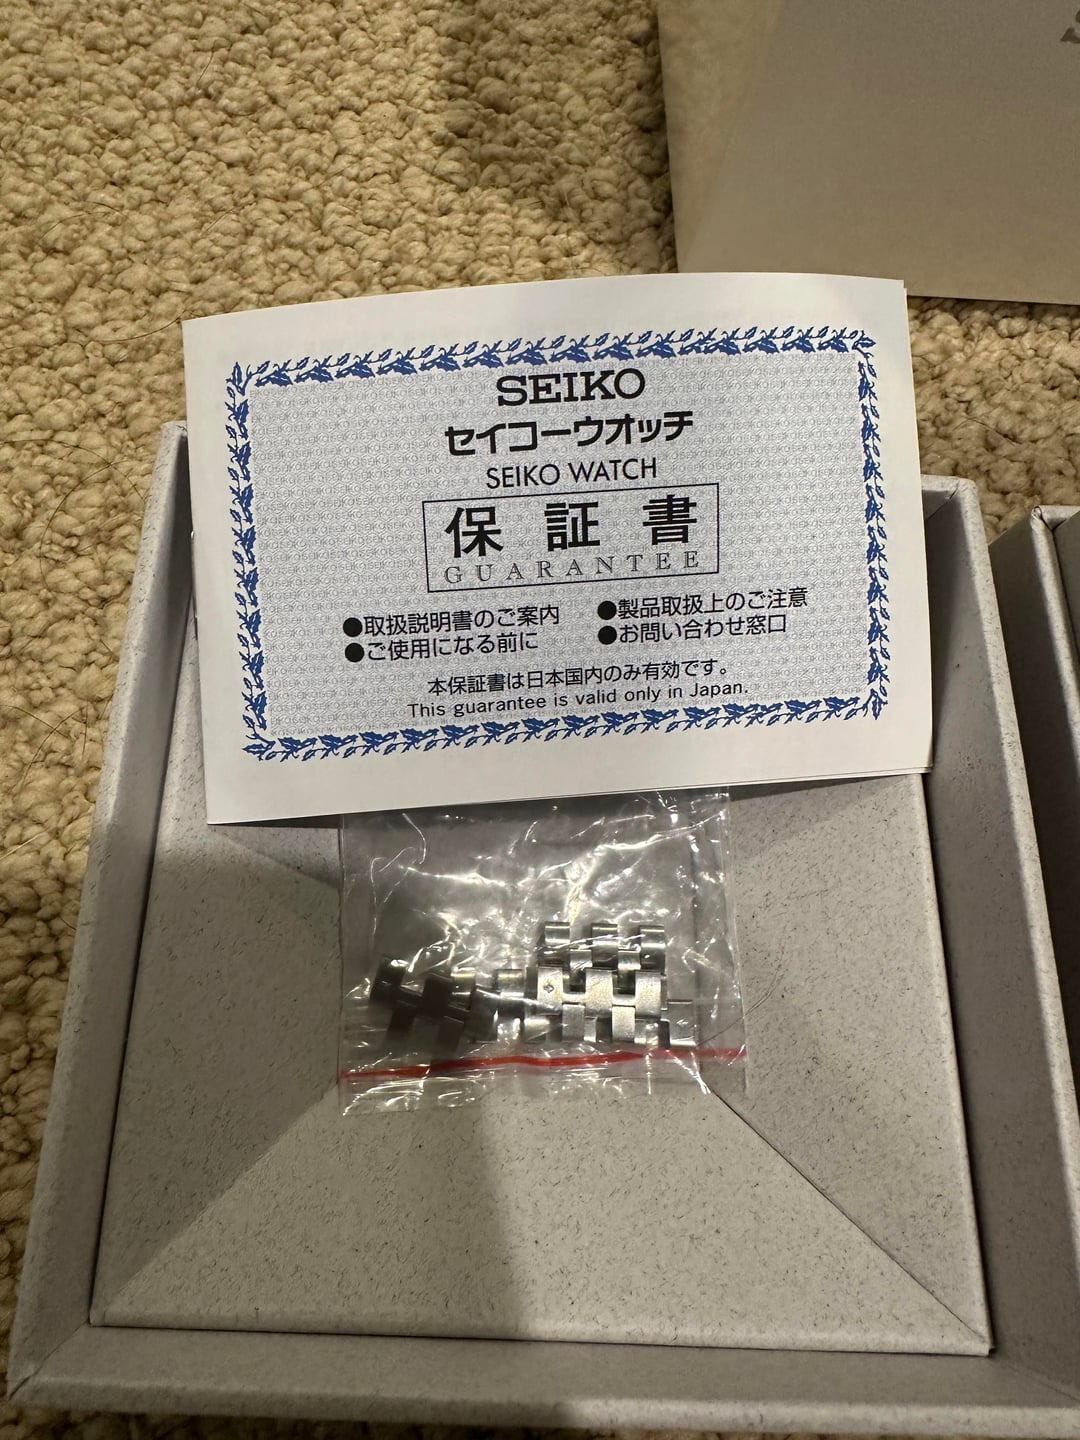 SEIKO
セイコーウオッチ
SEIKO WATCH
保証書
GUARANTEE
●取扱説明書のご案内 ●製品取扱上のご注意
●ご使用になる前に ●お問い合わせ窓口
本保証書は日本国内のみ有効です。
This guarantee is valid only in Japan.